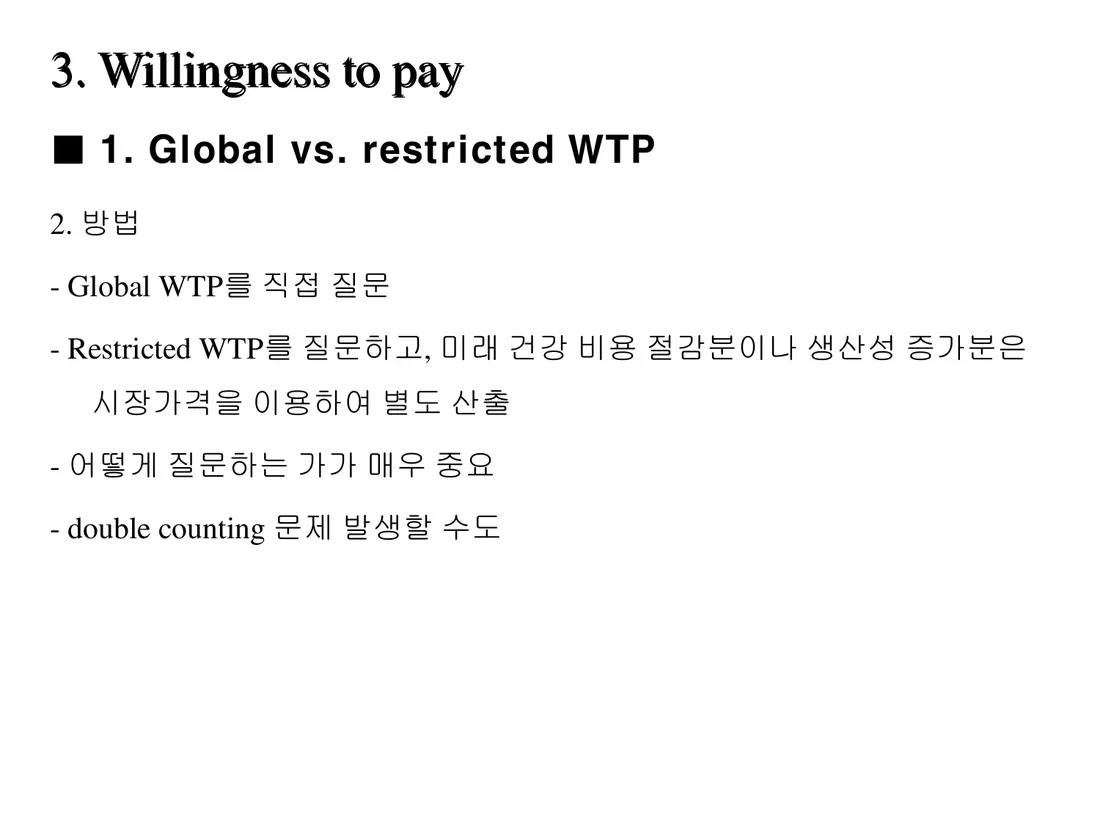 3. Willingness to pay
■ 1. Global vs. restricted WTP
2. 방법
- Global WTP를 직접 질문
- Restricted WTP를 질문하고, 미래 건강 비용 절감분이나 생산성 증가분은
시장가격을 이용하여 별도 산출
- 어떻게 질문하는 가가 매우 중요
- double counting 문제 발생할 수도